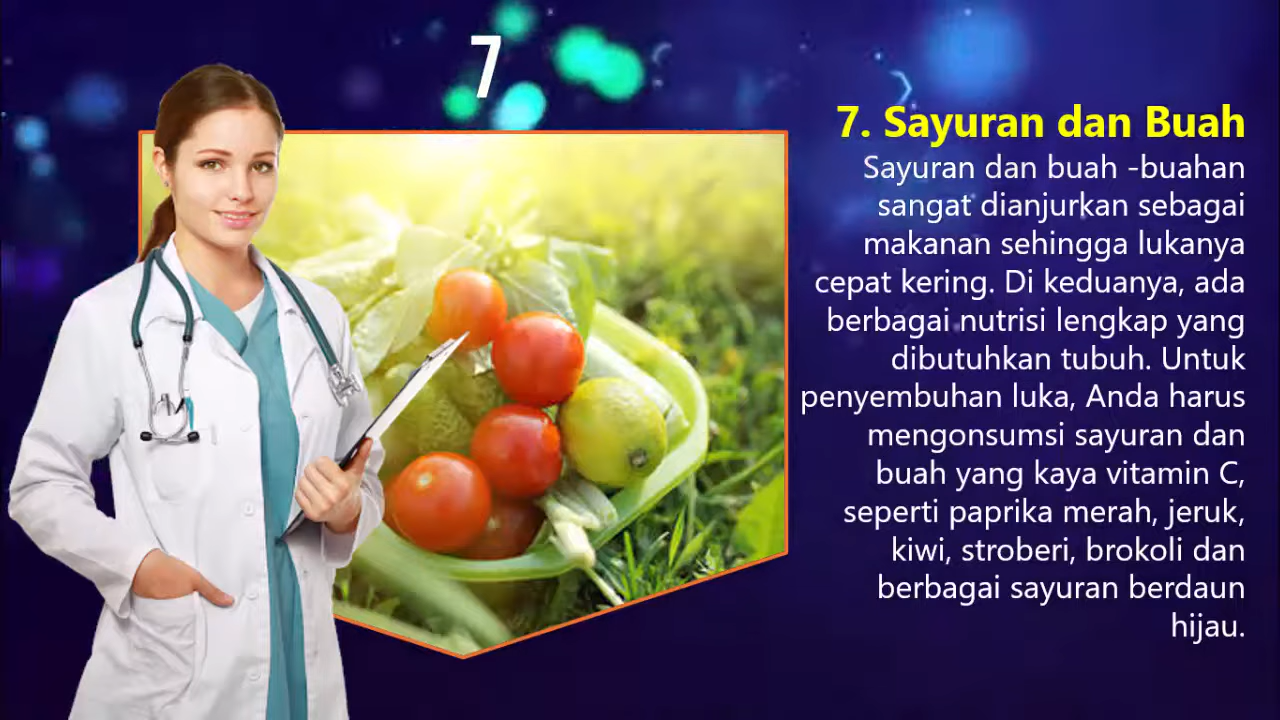 7
7. Sayuran dan Buah
Sayuran dan buah -buahan
sangat dianjurkan sebagai
makanan sehingga lukanya
cepat kering. Di keduanya, ada
berbagai nutrisi lengkap yang
dibutuhkan tubuh. Untuk
penyembuhan luka, Anda harus
mengonsumsi sayuran dan
buah yang kaya vitamin C,
seperti paprika merah, jeruk,
kiwi, stroberi, brokoli dan
berbagai sayuran berdaun
hijau.